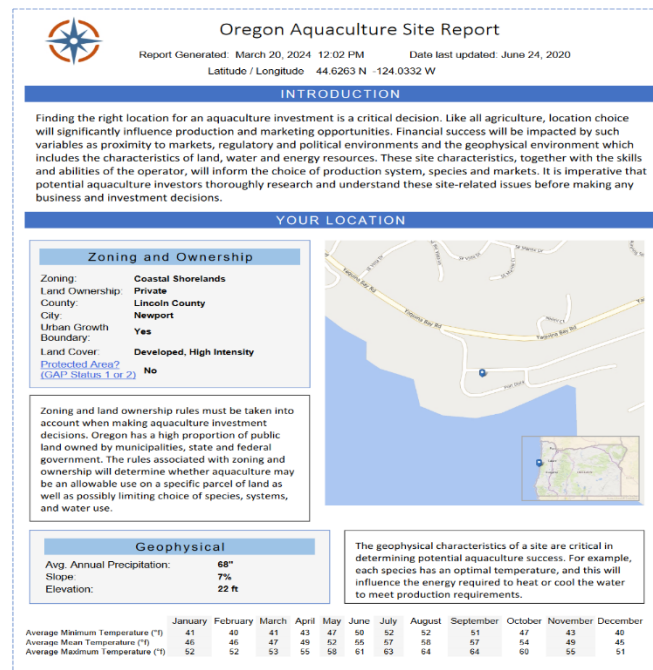 Oregon Aquaculture Site Report
Report Generated: March 20, 2024 12:02 PM Date last updated: June 24, 2020
Latitude / Longitude 44.6263 N -124.0332 W
INTRODUCTION
Finding the right location for an aquaculture investment is a critical decision. Like all agriculture, location choice
will significantly influence production and marketing opportunities. Financial success will be impacted by such
variables as proximity to markets, regulatory and political environments and the geophysical environment which
includes the characteristics of land, water and energy resources. These site characteristics, together with the skills
and abilities of the operator, will inform the choice of production system, species and markets. It is imperative that
potential aquaculture investors thoroughly research and understand these site-related issues before making any
business and investment decisions.
YOUR LOCATION
Zoning and Ownership
Zoning: Coastal Shorelands
Land Ownership: Private
County: Lincoln County
City: Newport
Urban Growth
Boundary: Yes
Land Cover: Developed, High Intensity
Protected Area?
(GAP Status 1 or 2) No
Yaquina Bay Rd
Yaquina Bay Rd
Yaquina Bay Rd
Zoning and land ownership rules must be taken into
account when making aquaculture investment
decisions. Oregon has a high proportion of public
land owned by municipalities, state and federal
government. The rules associated with zoning and
ownership will determine whether aquaculture may
be an allowable use on a specific parcel of land as
well as possibly limiting choice of species, systems,
and water use.
Geophysical
Avg. Annual Precipitation: 68"
Slope: 7%
Elevation: 22 ft
The geophysical characteristics of a site are critical in
determining potential aquaculture success. For example,
each species has an optimal temperature, and this will
influence the energy required to heat or cool the water
to meet production requirements.
January February March April May June July August September October November December
Average Minimum Temperature (°f) 41 40 41 43 47 50 52 52 51 47 43 40
Average Mean Temperature (°f) 46 46 47 49 52 55 57 58 57 54 49 45
Average Maximum Temperature (°f) 52 52 53 55 58 61 63 64 64 60 55 51